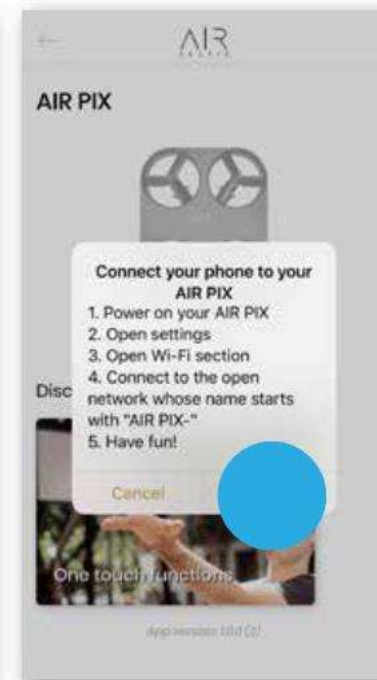 AIR
AIR PIX
Connect your phone to your
AIR PIX
1. Power on your AIR PIX
2. Open settings
3. Open Wi-Fi section
4. Connect to the open
network whose name starts
with "AIR PIX-"
5. Have fun!
Disc
Cancel
One touch functions
App version